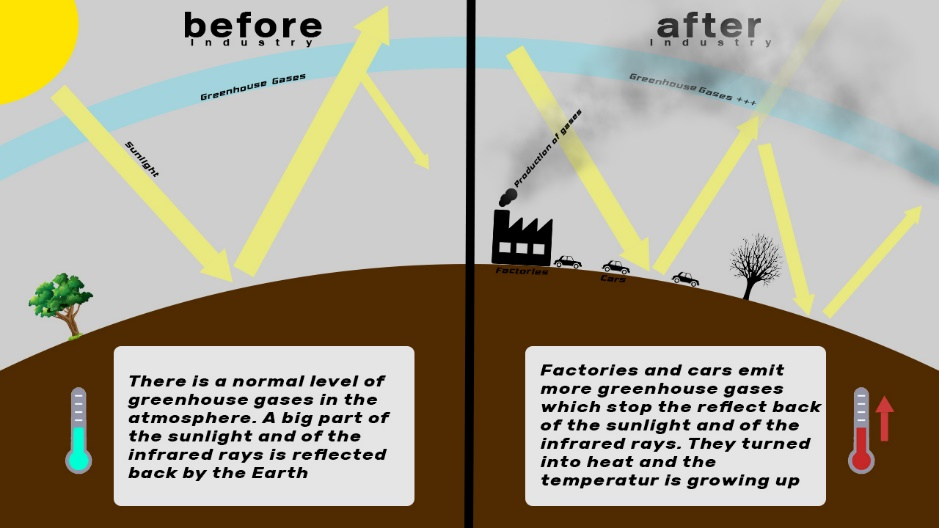 before
Industry
Greenhouse Gases
Sunlight
There is a normal level of
greenhouse gases in the
atmosphere. A big part of
the sunlight and of the
infrared rays is reflected
back by the Earth
after
Industry
Greenhouse Gases +++
Production of gases
Factories
Cars
Factories and cars emit
more greenhouse gases
which stop the reflect back
of the sunlight and of the
infrared rays. They turned
into heat and the
temperatur is growing up